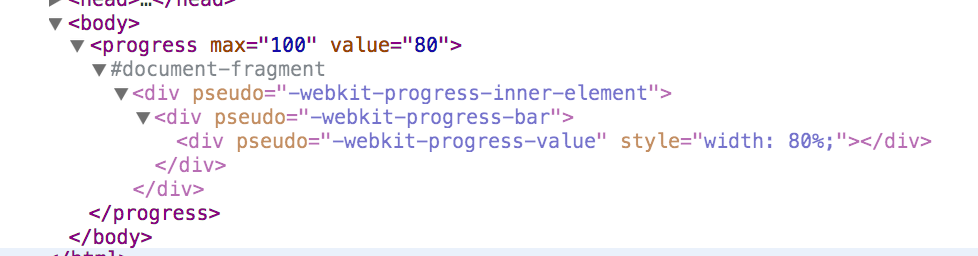 <head>…</head>
<body>
<progress max="100" value="80">
#document-fragment
<div pseudo="-webkit-progress-inner-element">
<div pseudo="-webkit-progress-bar">
<div pseudo="-webkit-progress-value" style="width: 80%;"></div>
</div>
</div>
</progress>
</body>
</html>